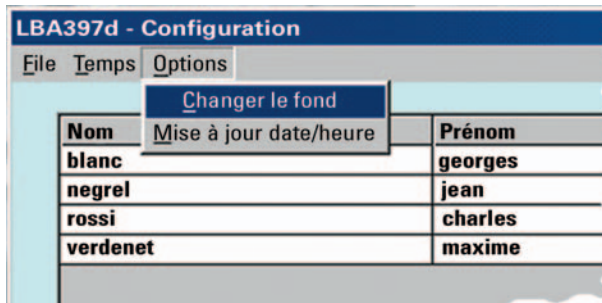 LBA397d - Configuration
File Temps Options
Changer le fond
Mise à jour date/heure
Nom Prénom
blanc georges
negrel jean
rossi charles
verdenet maxime